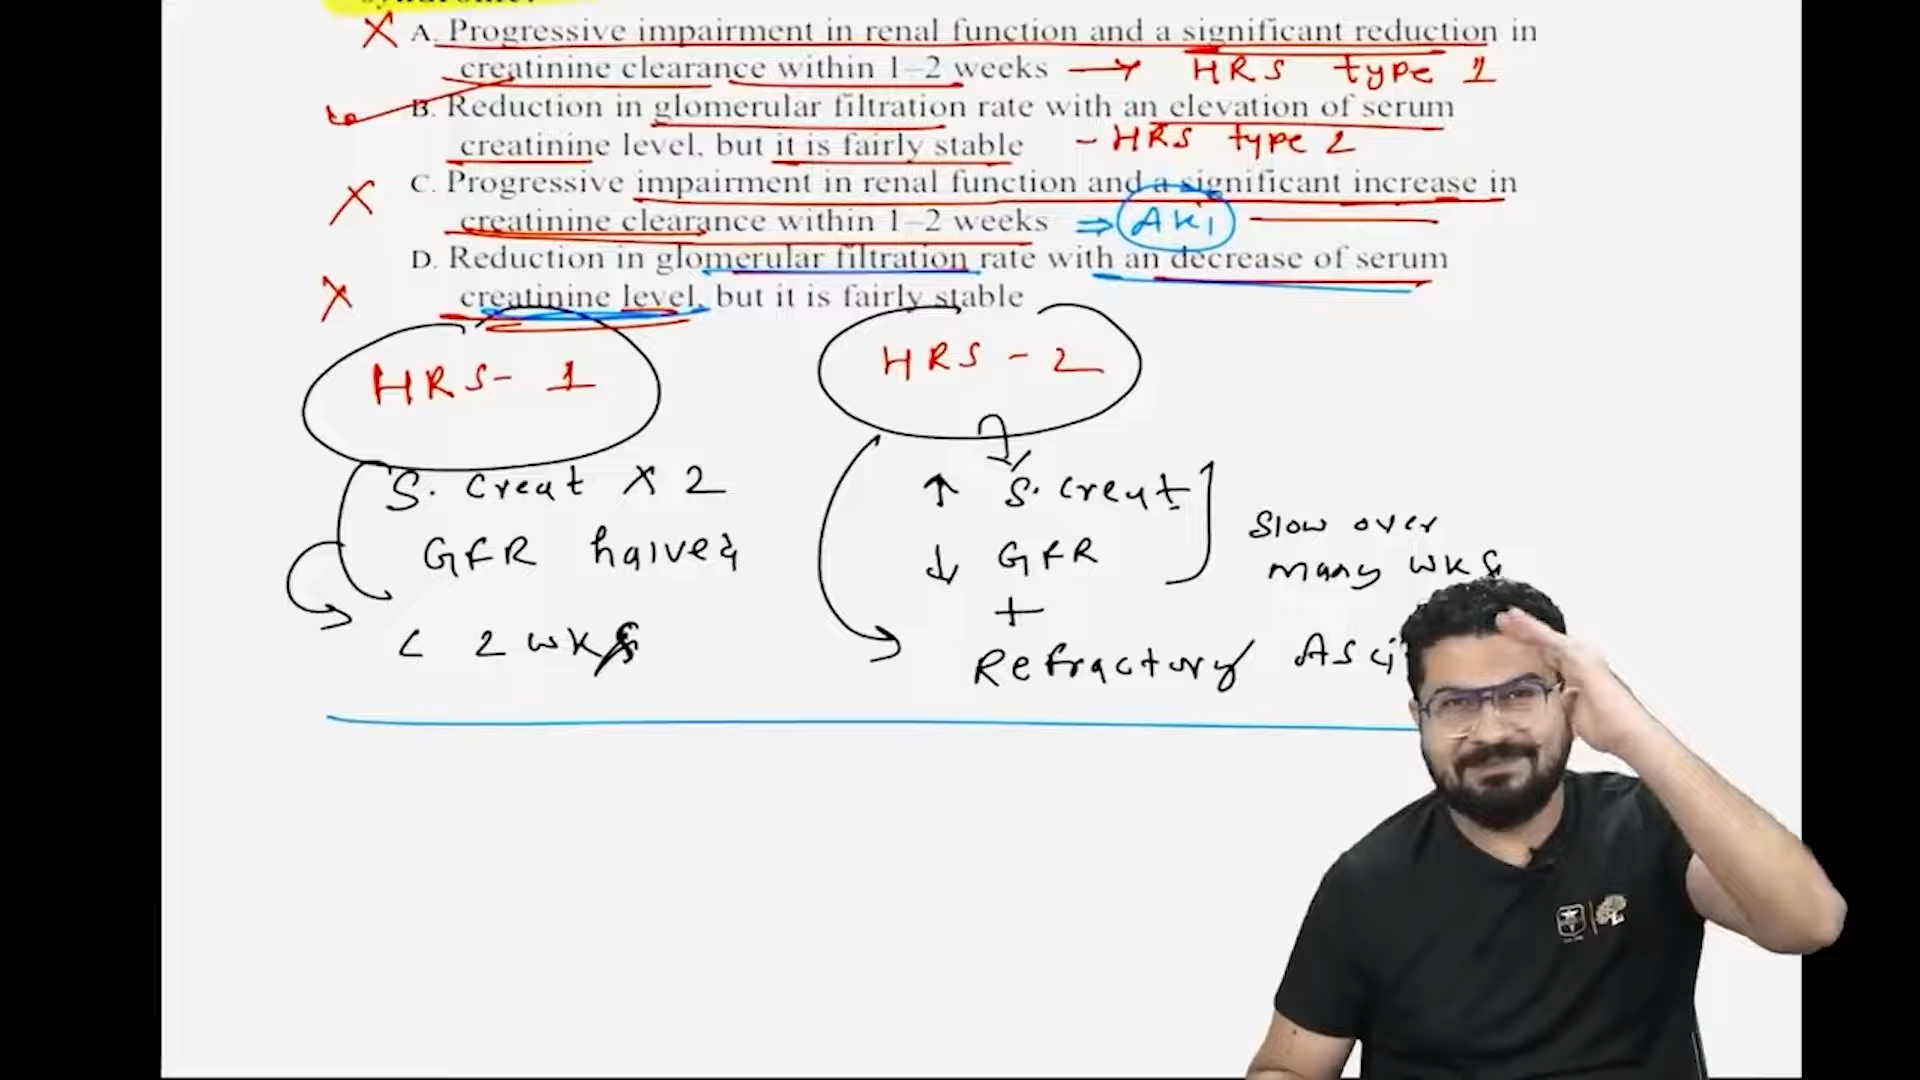 syndrome?
X A. Progressive impairment in renal function and a significant reduction in
creatinine clearance within 1–2 weeks → HRS type 1
B. Reduction in glomerular filtration rate with an elevation of serum
creatinine level, but it is fairly stable - HRS type 2
X C. Progressive impairment in renal function and a significant increase in
creatinine clearance within 1–2 weeks ⇒ AKI
X D. Reduction in glomerular filtration rate with an decrease of serum
creatinine level, but it is fairly stable
HRS- 1
S. Creat X 2
GFR halved
< 2 wks
HRS - 2
↑ S. creat
↓ GFR
slow over
many wks
+
Refractory